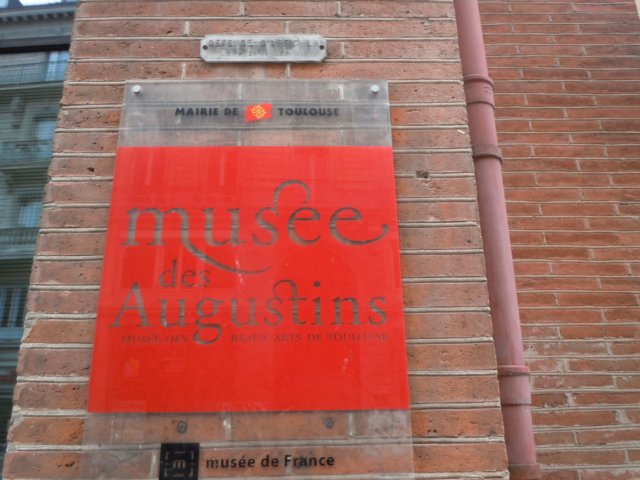 MAIRIE DE TOULOUSE
musée
des
Augustins
MUSÉE DES BEAUX-ARTS DE TOULOUSE
m
musée de France